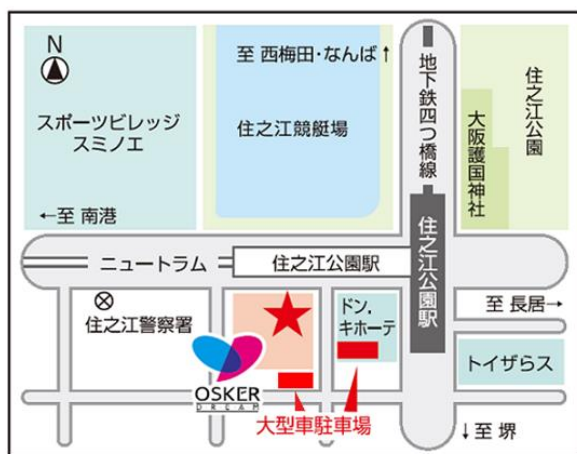 N
至 西梅田･なんば↑
地下鉄四つ橋線
住之江公園
大阪護国神社
スポーツビレッジ
スミノエ
住之江競艇場
←至 南港
ニュートラム
住之江公園駅
住之江公園駅
住之江警察署
ドン.
キホーテ
至 長居→
トイザらス
OSKER
DREAM
大型車駐車場
↓至 堺